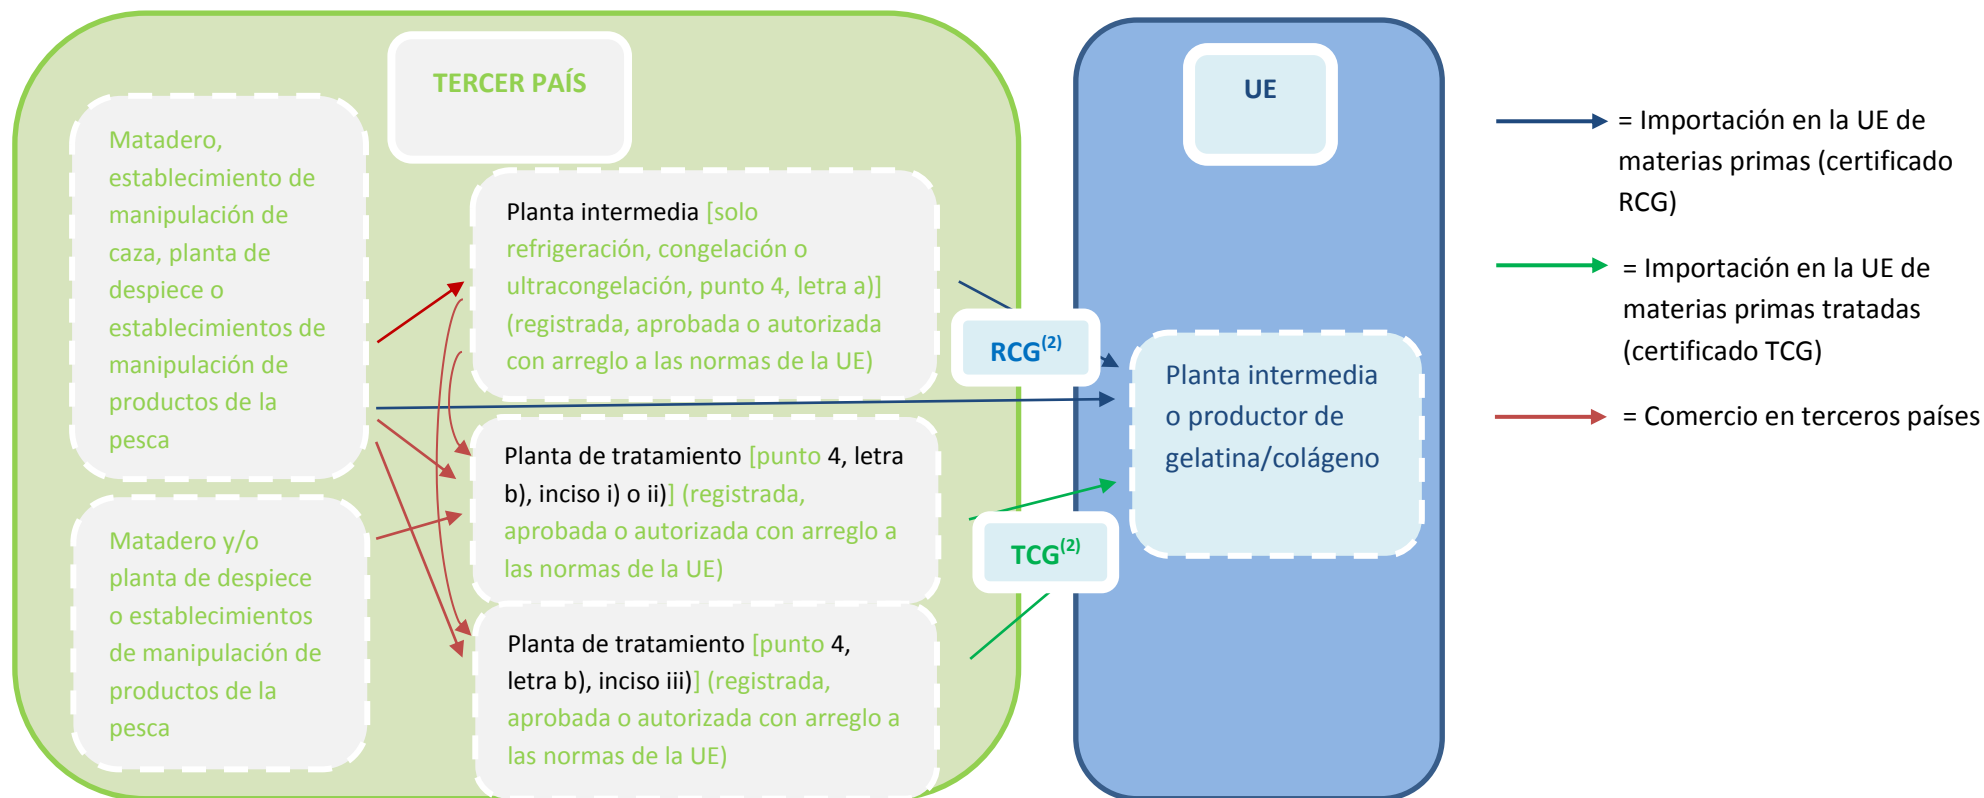 TERCER PAÍS
Matadero,
establecimiento de
manipulación de
caza, planta de
despiece o
establecimientos de
manipulación de
productos de la
pesca
Matadero y/o
planta de despiece
o establecimientos
de manipulación de
productos de la
pesca
Planta intermedia [solo
refrigeración, congelación o
ultracongelación, punto 4, letra a)]
(registrada, aprobada o autorizada
con arreglo a las normas de la UE)
Planta de tratamiento [punto 4, letra
b), inciso i) o ii)] (registrada,
aprobada o autorizada con arreglo a
las normas de la UE)
Planta de tratamiento [punto 4,
letra b), inciso iii)] (registrada,
aprobada o autorizada con arreglo a
las normas de la UE)
RCG(2)
TCG(2)
UE
Planta intermedia
o productor de
gelatina/colágeno
= Importación en la UE de
materias primas (certificado
RCG)
= Importación en la UE de
materias primas tratadas
(certificado TCG)
= Comercio en terceros países